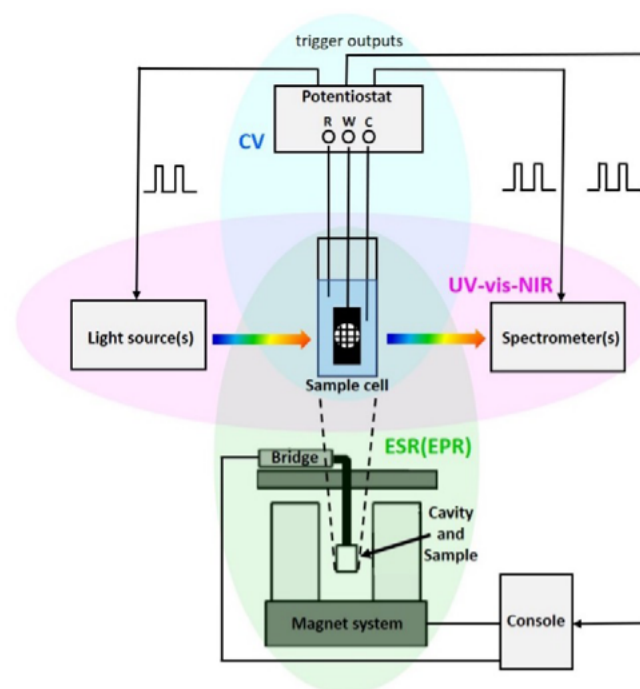 trigger outputs
Potentiostat
R W C
CV
UV-vis-NIR
Light source(s)
Spectrometer(s)
Sample cell
ESR(EPR)
Bridge
Cavity
and
Sample
Magnet system
Console